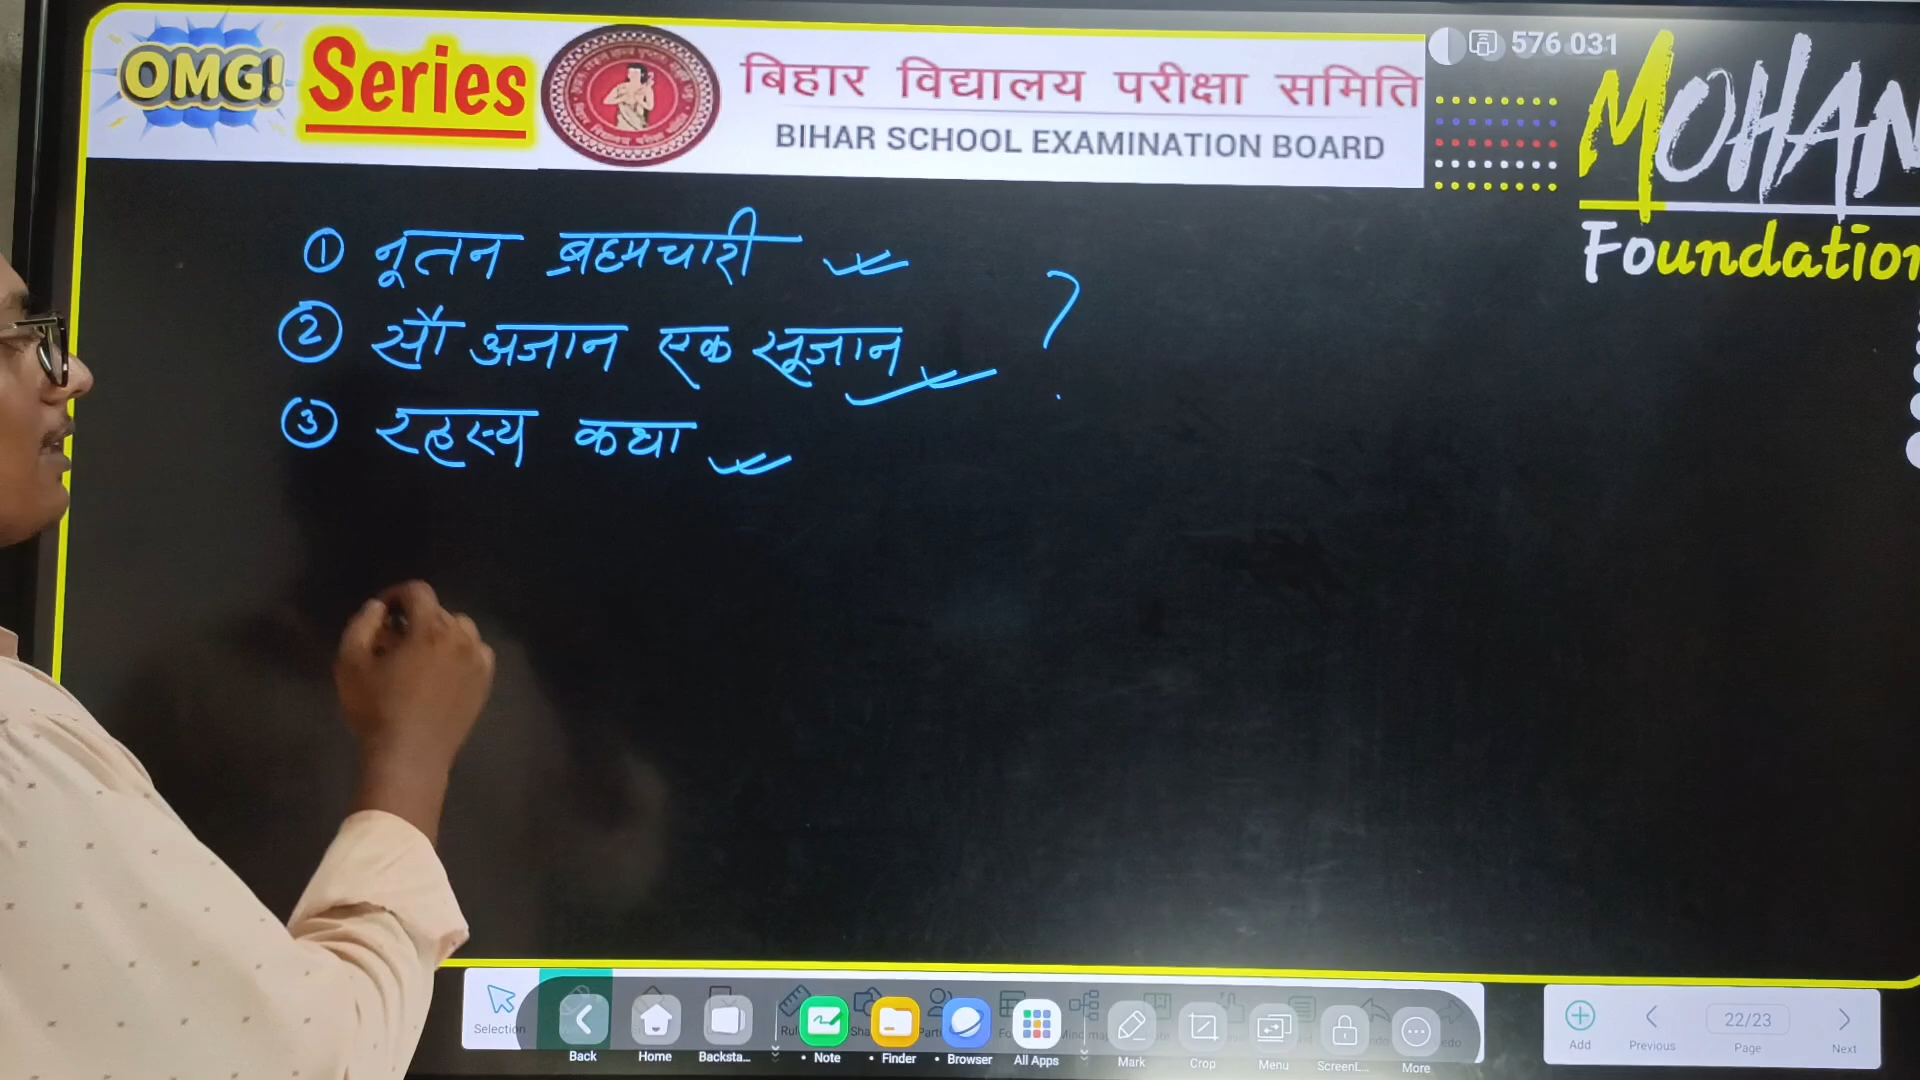 OMG! Series
बिहार विद्यालय परीक्षा समिति
BIHAR SCHOOL EXAMINATION BOARD
576 031
MOHAN
Foundation
① नूतन ब्रह्मचारी
② सौ अजान एक सूजान
③ रहस्य कथा
?
Selection
Back
Home
Backsta...
• Note
• Finder
• Browser
All Apps
Mark
Crop
Menu
ScreenL...
More
Add
Previous
22/23
Page
Next